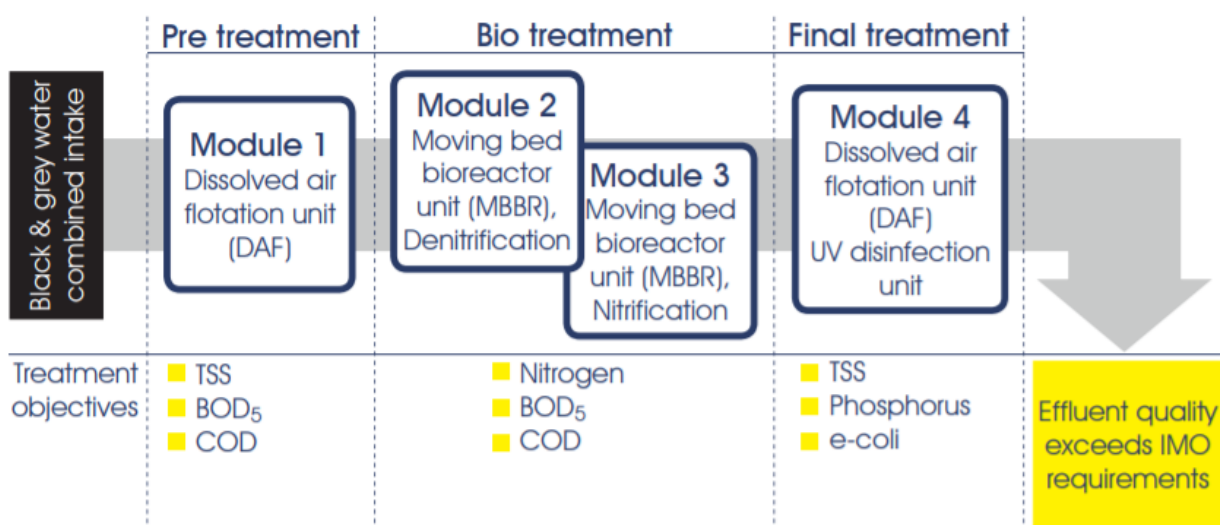 Pre treatment
Bio treatment
Final treatment
Black & grey water
combined intake
Module 1
Dissolved air
flotation unit
(DAF)
Module 2
Moving bed
bioreactor
unit (MBBR),
Denitrification
Module 3
Moving bed
bioreactor
unit (MBBR),
Nitrification
Module 4
Dissolved air
flotation unit
(DAF)
UV disinfection
unit
Treatment
objectives
TSS
BOD₅
COD
Nitrogen
BOD₅
COD
TSS
Phosphorus
e-coli
Effluent quality
exceeds IMO
requirements